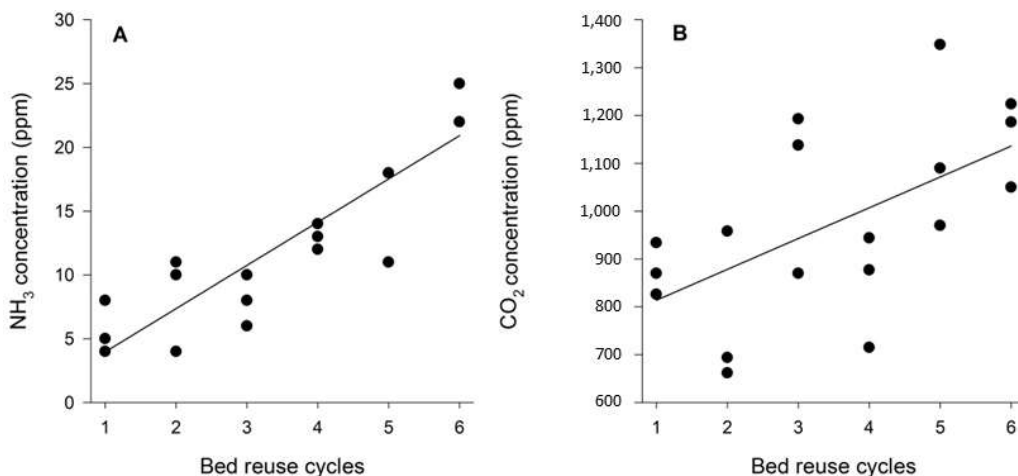 A
NH₃ concentration (ppm)
30
25
20
15
10
5
0
1 2 3 4 5 6
Bed reuse cycles
B
CO₂ concentration (ppm)
1,400
1,300
1,200
1,100
1,000
900
800
700
600
1 2 3 4 5 6
Bed reuse cycles